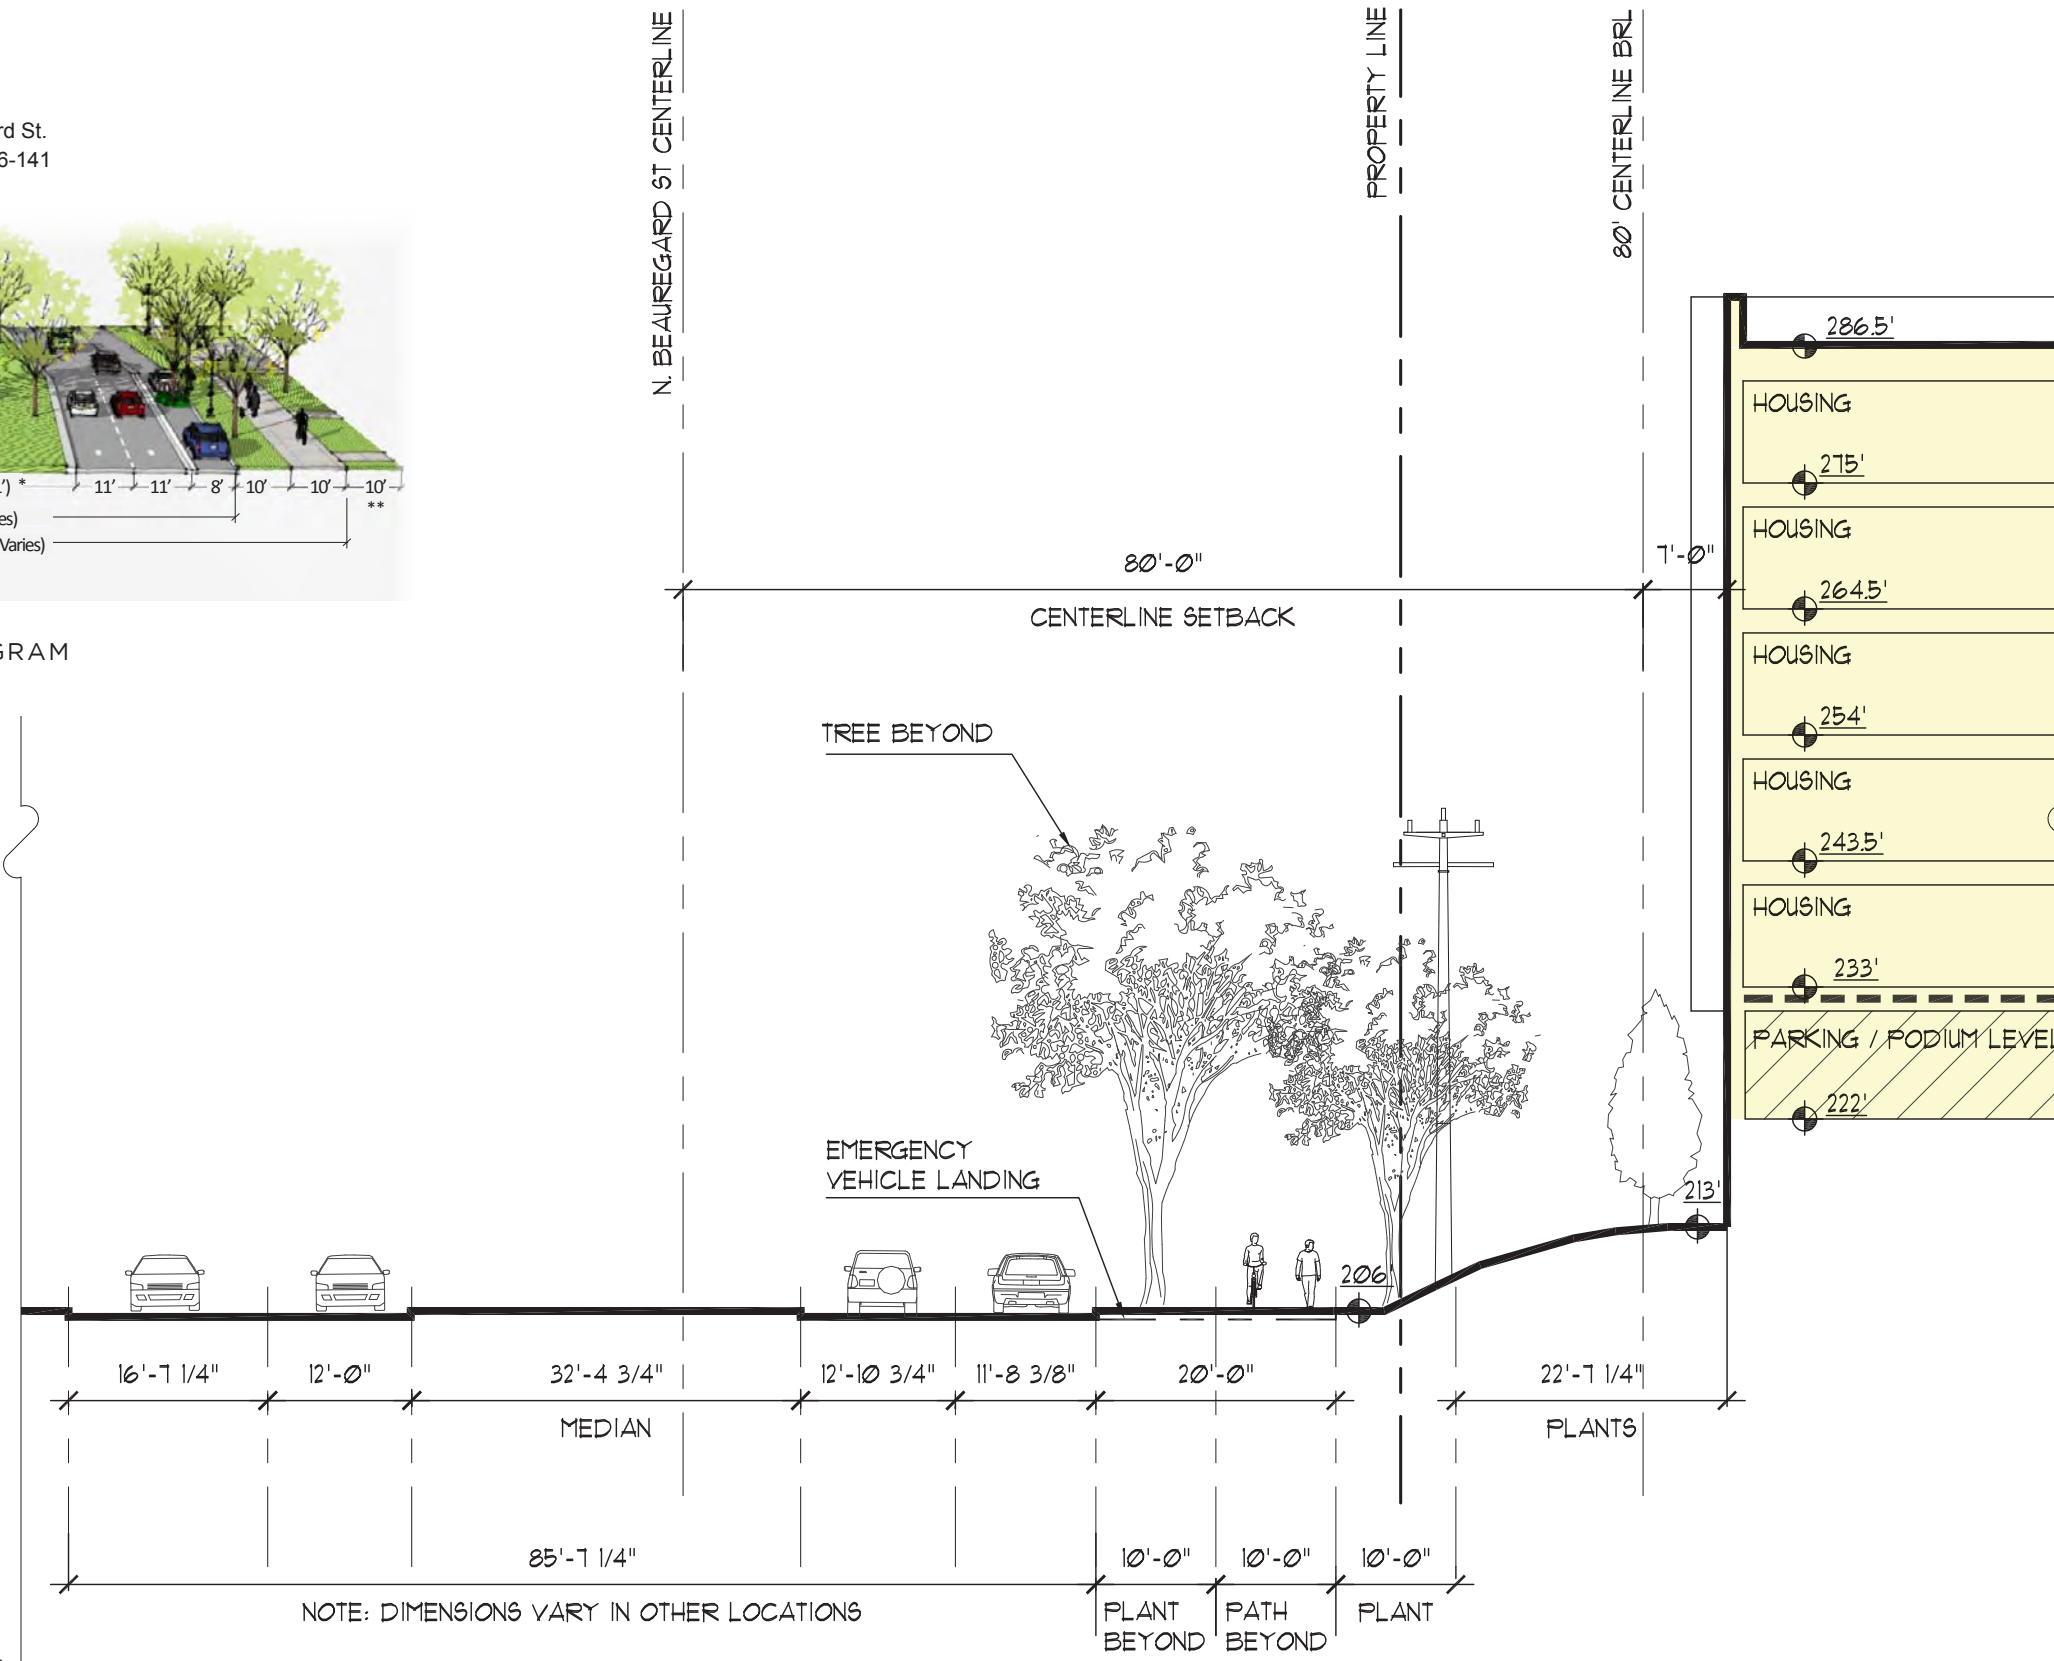 N. BEAUREGARD ST CENTERLINE
PROPERTY LINE
80' CENTERLINE BRL
rd St.
6-141
') *
11'
11'
8'
10'
10'
10'
**
es)
Varies)
GRAM
286.5'
HOUSING
275'
HOUSING
264.5'
HOUSING
254'
HOUSING
243.5'
HOUSING
233'
PARKING / PODIUM LEVEL
222'
80'-0"
7'-0"
CENTERLINE SETBACK
TREE BEYOND
EMERGENCY
VEHICLE LANDING
213'
206
16'-7 1/4"
12'-0"
32'-4 3/4"
12'-10 3/4"
11'-8 3/8"
20'-0"
22'-7 1/4"
MEDIAN
PLANTS
85'-7 1/4"
10'-0"
10'-0"
10'-0"
NOTE: DIMENSIONS VARY IN OTHER LOCATIONS
PLANT
BEYOND
PATH
BEYOND
PLANT